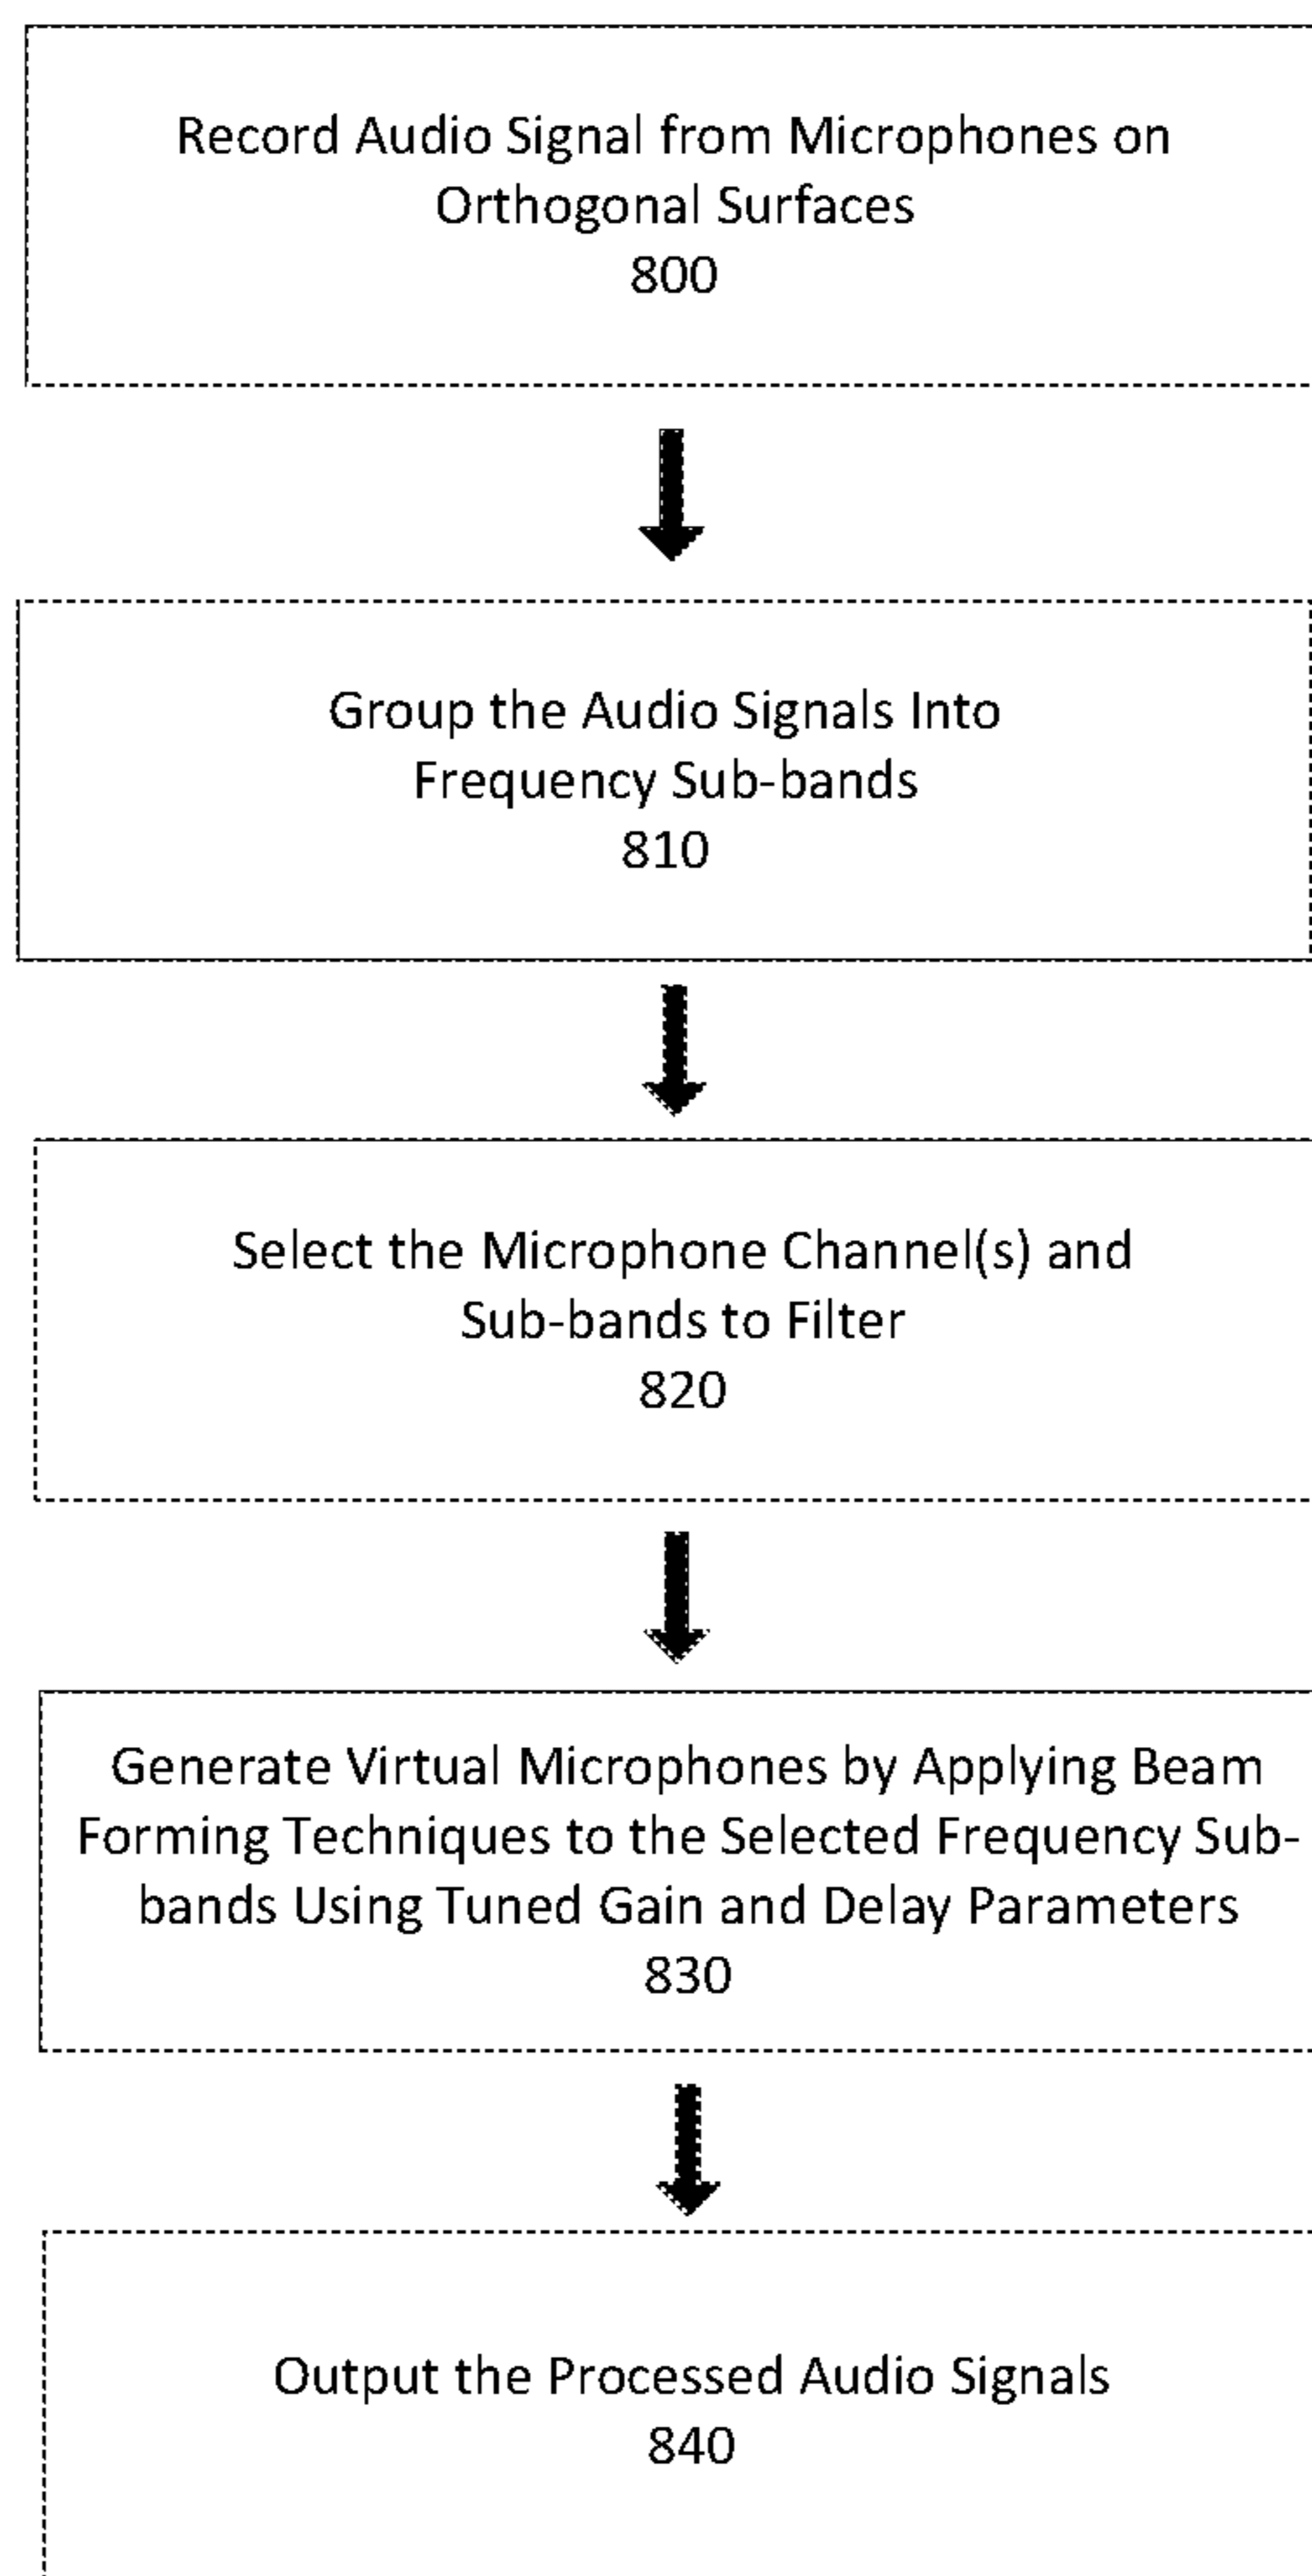 Record Audio Signal from Microphones on
Orthogonal Surfaces
800
Group the Audio Signals Into
Frequency Sub-bands
810
Select the Microphone Channel(s) and
Sub-bands to Filter
820
Generate Virtual Microphones by Applying Beam
Forming Techniques to the Selected Frequency Sub-
bands Using Tuned Gain and Delay Parameters
830
Output the Processed Audio Signals
840